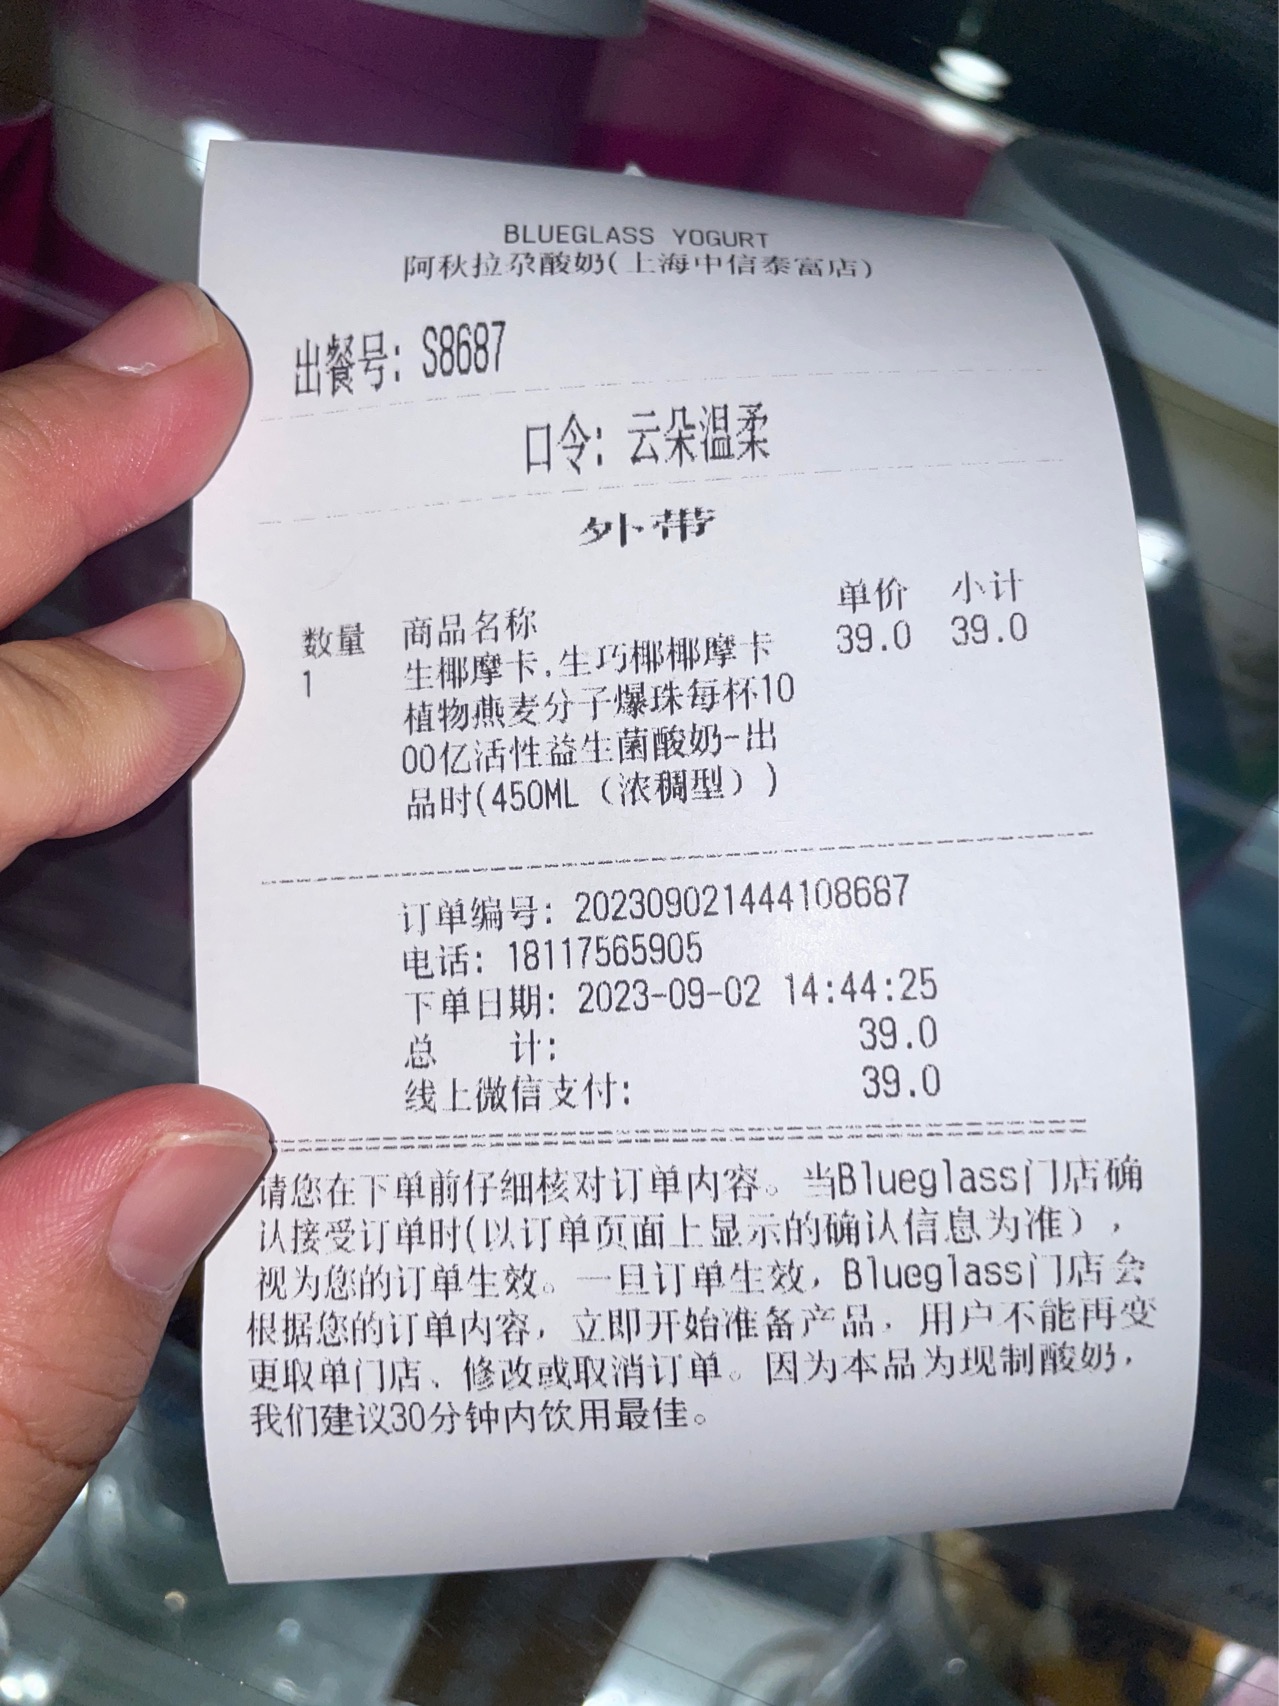 BLUEGLASS YOGURT
阿秋拉尕酸奶(上海中信泰富店)
出餐号: S8687
口令: 云朵温柔
外带
数量 商品名称 单价 小计
1 生椰摩卡,生巧椰椰摩卡 39.0 39.0
植物燕麦分子爆珠每杯10
00亿活性益生菌酸奶-出
品时(450ML（浓稠型）)
订单编号: 202309021444108687
电话: 18117565905
下单日期: 2023-09-02 14:44:25
总 计: 39.0
线上微信支付: 39.0
请您在下单前仔细核对订单内容。当Blueglass门店确
认接受订单时(以订单页面上显示的确认信息为准)，
视为您的订单生效。一旦订单生效，Blueglass门店会
根据您的订单内容，立即开始准备产品，用户不能再变
更取单门店、修改或取消订单。因为本品为现制酸奶，
我们建议30分钟内饮用最佳。